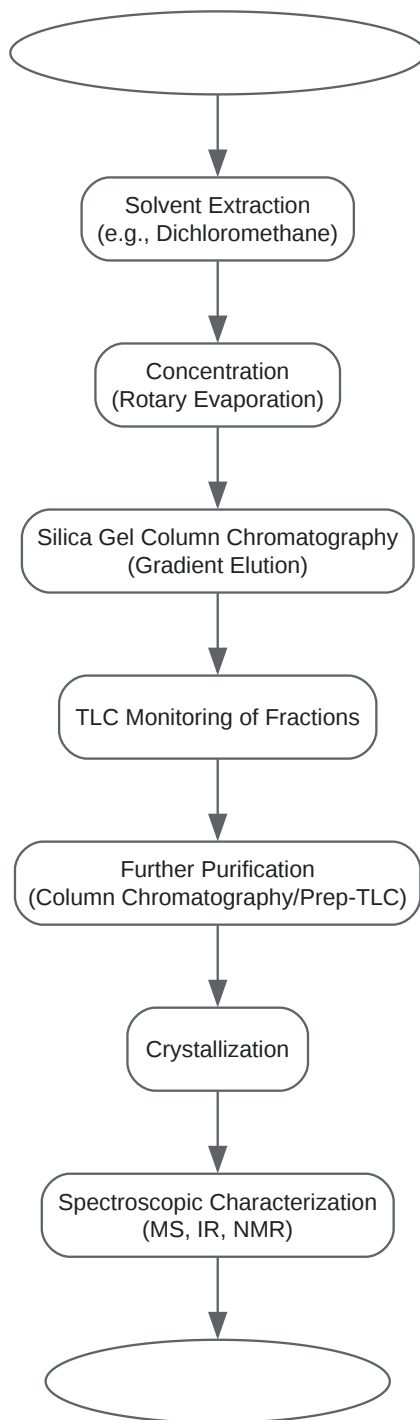 Solvent Extraction
(e.g., Dichloromethane)
Concentration
(Rotary Evaporation)
Silica Gel Column Chromatography
(Gradient Elution)
TLC Monitoring of Fractions
Further Purification
(Column Chromatography/Prep-TLC)
Crystallization
Spectroscopic Characterization
(MS, IR, NMR)